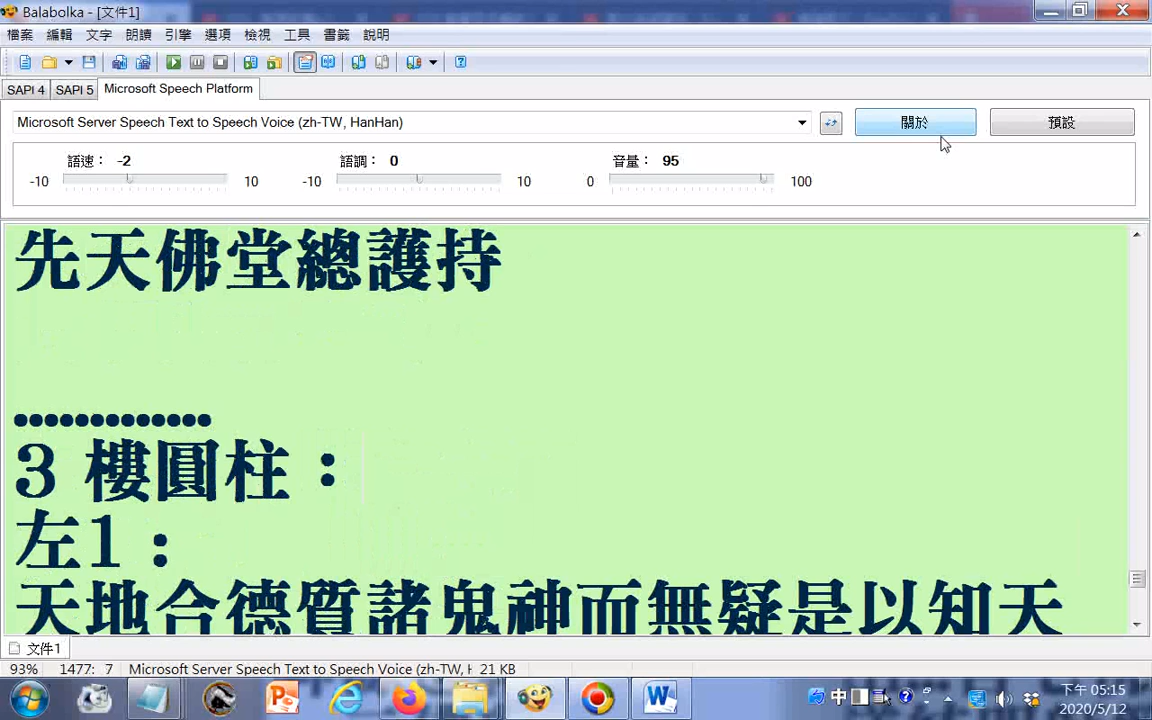 Balabolka - [文件1]
檔案 編輯 文字 朗讀 引擎 選項 檢視 工具 書籤 說明
SAPI 4 SAPI 5 Microsoft Speech Platform
Microsoft Server Speech Text to Speech Voice (zh-TW, HanHan) 關於 預設
語速： -2 語調： 0 音量： 95
-10 10 -10 10 0 100
先天佛堂總護持
•••••••••••••
3 樓圓柱：
左1：
天地合德質諸鬼神而無疑是以知天
文件1
93% 1477: 7 Microsoft Server Speech Text to Speech Voice (zh-TW, H 21 KB
中 下午 05:15
2020/5/12